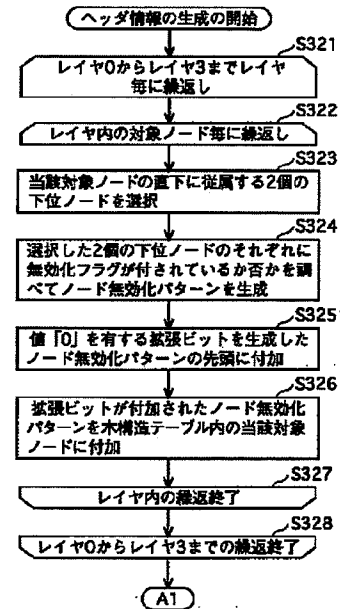 ヘッダ情報の生成の開始
S321
レイヤ0からレイヤ3までレイヤ
毎に繰返し
S322
レイヤ内の対象ノード毎に繰返し
S323
当該対象ノードの直下に従属する2個の
下位ノードを選択
S324
選択した2個の下位ノードのそれぞれに
無効化フラグが付されているか否かを調
べてノード無効化パターンを生成
S325
値「0」を有する拡張ビットを生成した
ノード無効化パターンの先頭に付加
S326
拡張ビットが付加されたノード無効化
パターンを木構造テーブル内の当該対象
ノードに付加
S327
レイヤ内の繰返終了
S328
レイヤ0からレイヤ3までの繰返終了
A1